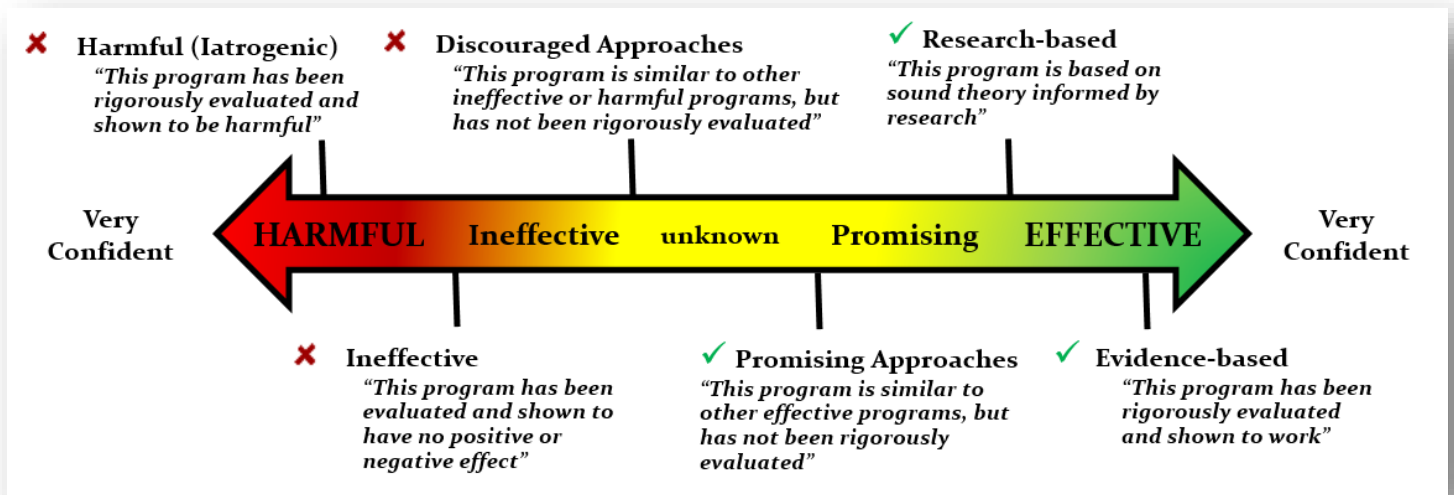 Harmful (Iatrogenic)
“This program has been
rigorously evaluated and
shown to be harmful”
Discouraged Approaches
“This program is similar to other
ineffective or harmful programs, but
has not been rigorously evaluated”
Research-based
“This program is based on
sound theory informed by
research”
Very
Confident
HARMFUL Ineffective unknown Promising EFFECTIVE
Very
Confident
Ineffective
“This program has been
evaluated and shown to
have no positive or
negative effect”
Promising Approaches
“This program is similar to
other effective programs, but
has not been rigorously
evaluated”
Evidence-based
“This program has been
rigorously evaluated
and shown to work”